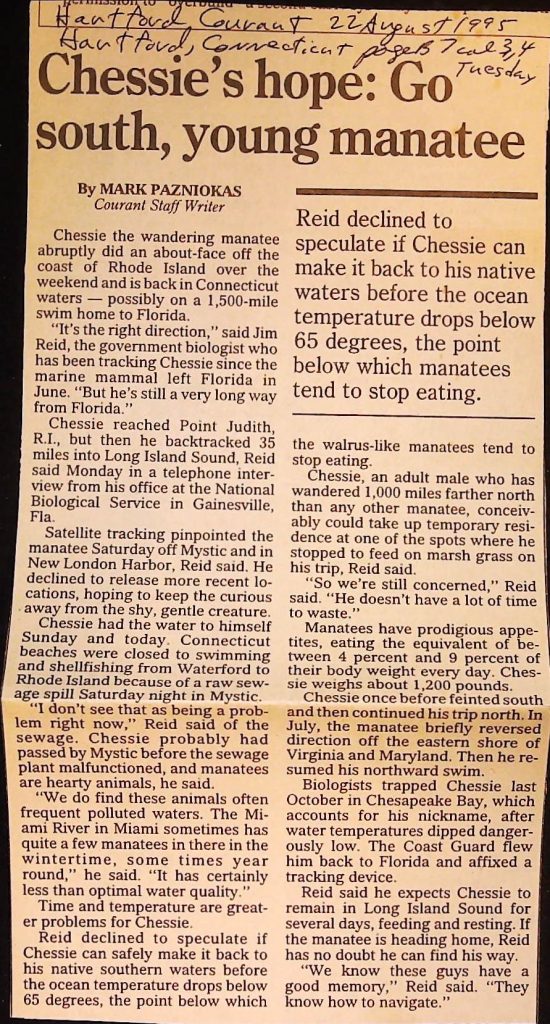 Hartford Courant 22 August 1995
Hartford, Connecticut page B7 col 3,4
Tuesday
Chessie's hope: Go
south, young manatee
By MARK PAZNIOKAS
Courant Staff Writer
Chessie the wandering manatee
abruptly did an about-face off the
coast of Rhode Island over the
weekend and is back in Connecticut
waters — possibly on a 1,500-mile
swim home to Florida.
"It's the right direction," said Jim
Reid, the government biologist who
has been tracking Chessie since the
marine mammal left Florida in
June. "But he's still a very long way
from Florida."
Chessie reached Point Judith,
R.I., but then he backtracked 35
miles into Long Island Sound, Reid
said Monday in a telephone inter-
view from his office at the National
Biological Service in Gainesville,
Fla.
Satellite tracking pinpointed the
manatee Saturday off Mystic and in
New London Harbor, Reid said. He
declined to release more recent lo-
cations, hoping to keep the curious
away from the shy, gentle creature.
Chessie had the water to himself
Sunday and today. Connecticut
beaches were closed to swimming
and shellfishing from Waterford to
Rhode Island because of a raw sew-
age spill Saturday night in Mystic.
"I don't see that as being a prob-
lem right now," Reid said of the
sewage. Chessie probably had
passed by Mystic before the sewage
plant malfunctioned, and manatees
are hearty animals, he said.
"We do find these animals often
frequent polluted waters. The Mi-
ami River in Miami sometimes has
quite a few manatees in there in the
wintertime, some times year
round," he said. "It has certainly
less than optimal water quality."
Time and temperature are great-
er problems for Chessie.
Reid declined to speculate if
Chessie can safely make it back to
his native southern waters before
the ocean temperature drops below
65 degrees, the point below which
Reid declined to
speculate if Chessie can
make it back to his native
waters before the ocean
temperature drops below
65 degrees, the point
below which manatees
tend to stop eating.
the walrus-like manatees tend to
stop eating.
Chessie, an adult male who has
wandered 1,000 miles farther north
than any other manatee, conceiv-
ably could take up temporary resi-
dence at one of the spots where he
stopped to feed on marsh grass on
his trip, Reid said.
"So we're still concerned," Reid
said. "He doesn't have a lot of time
to waste."
Manatees have prodigious appe-
tites, eating the equivalent of be-
tween 4 percent and 9 percent of
their body weight every day. Ches-
sie weighs about 1,200 pounds.
Chessie once before feinted south
and then continued his trip north. In
July, the manatee briefly reversed
direction off the eastern shore of
Virginia and Maryland. Then he re-
sumed his northward swim.
Biologists trapped Chessie last
October in Chesapeake Bay, which
accounts for his nickname, after
water temperatures dipped danger-
ously low. The Coast Guard flew
him back to Florida and affixed a
tracking device.
Reid said he expects Chessie to
remain in Long Island Sound for
several days, feeding and resting. If
the manatee is heading home, Reid
has no doubt he can find his way.
"We know these guys have a
good memory," Reid said. "They
know how to navigate."